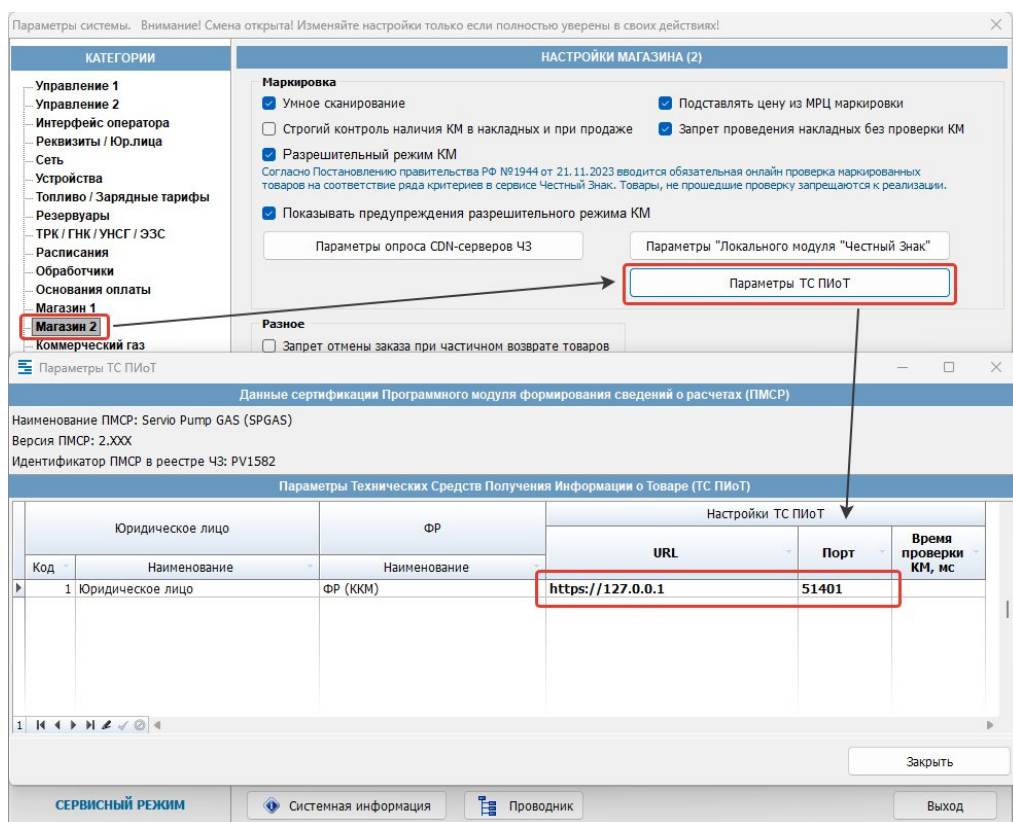 Параметры системы. Внимание! Смена открыта! Изменяйте настройки только если полностью уверены в своих действиях!
КАТЕГОРИИ
Управление 1
Управление 2
Интерфейс оператора
Реквизиты / Юр.лица
Сеть
Устройства
Топливо / Зарядные тарифы
Резервуары
ТРК / ГНК / УНСГ / ЭЗС
Расписания
Обработчики
Основания оплаты
Магазин 1
Магазин 2
Коммерческий газ
НАСТРОЙКИ МАГАЗИНА (2)
Маркировка
Умное сканирование
Подставлять цену из МРЦ маркировки
Строгий контроль наличия КМ в накладных и при продаже
Запрет проведения накладных без проверки КМ
Разрешительный режим КМ
Согласно Постановлению правительства РФ №1944 от 21.11.2023 вводится обязательная онлайн проверка маркированных
товаров на соответствие ряда критериев в сервисе Честный Знак. Товары, не прошедшие проверку запрещаются к реализации.
Показывать предупреждения разрешительного режима КМ
Параметры опроса CDN-серверов ЧЗ
Параметры "Локального модуля "Честный Знак"
Параметры ТС ПИоТ
Разное
Запрет отмены заказа при частичном возврате товаров
Параметры ТС ПИоТ
Данные сертификации Программного модуля формирования сведений о расчетах (ПМСР)
Наименование ПМСР: Servio Pump GAS (SPGAS)
Версия ПМСР: 2.XXX
Идентификатор ПМСР в реестре ЧЗ: PV1582
Параметры Технических Средств Получения Информации о Товаре (ТС ПИоТ)
Юридическое лицо
ФР
Настройки ТС ПИоТ
Код
Наименование
Наименование
URL
Порт
Время
проверки
КМ, мс
1 Юридическое лицо ФР (ККМ) https://127.0.0.1 51401
1
Закрыть
СЕРВИСНЫЙ РЕЖИМ
Системная информация
Проводник
Выход